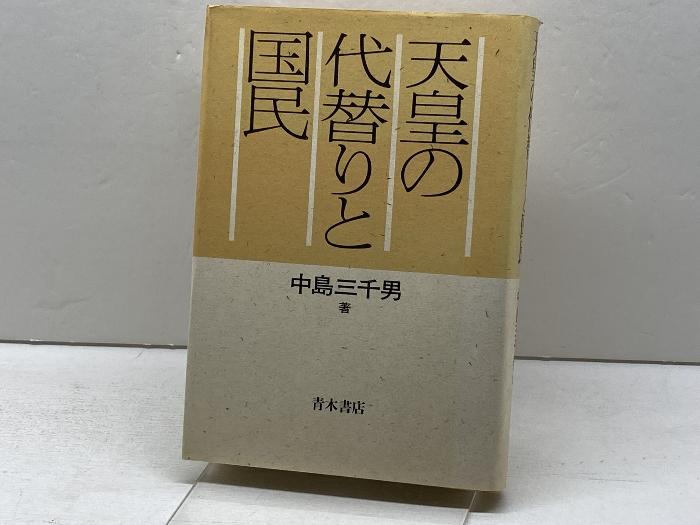 天皇の
代替りと
国民
中島三千男
著
青木書店